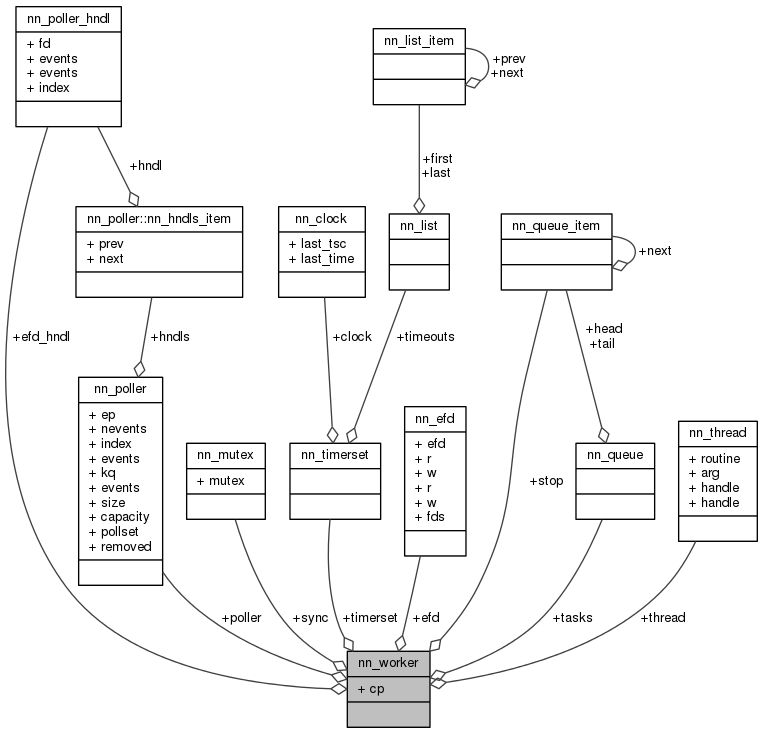 nn_poller_hndl
+ fd
+ events
+ events
+ index
nn_list_item
+prev
+next
+hndl
+first
+last
nn_poller::nn_hndls_item
+ prev
+ next
nn_clock
+ last_tsc
+ last_time
nn_list
nn_queue_item
+next
+efd_hndl
+hndls
+clock
+timeouts
+head
+tail
nn_poller
+ ep
+ nevents
+ index
+ events
+ kq
+ events
+ size
+ capacity
+ pollset
+ removed
nn_mutex
+ mutex
nn_timerset
nn_efd
+ efd
+ r
+ w
+ r
+ w
+ fds
+stop
nn_queue
nn_thread
+ routine
+ arg
+ handle
+ handle
+poller
+sync
+timerset
+efd
+tasks
+thread
nn_worker
+ cp